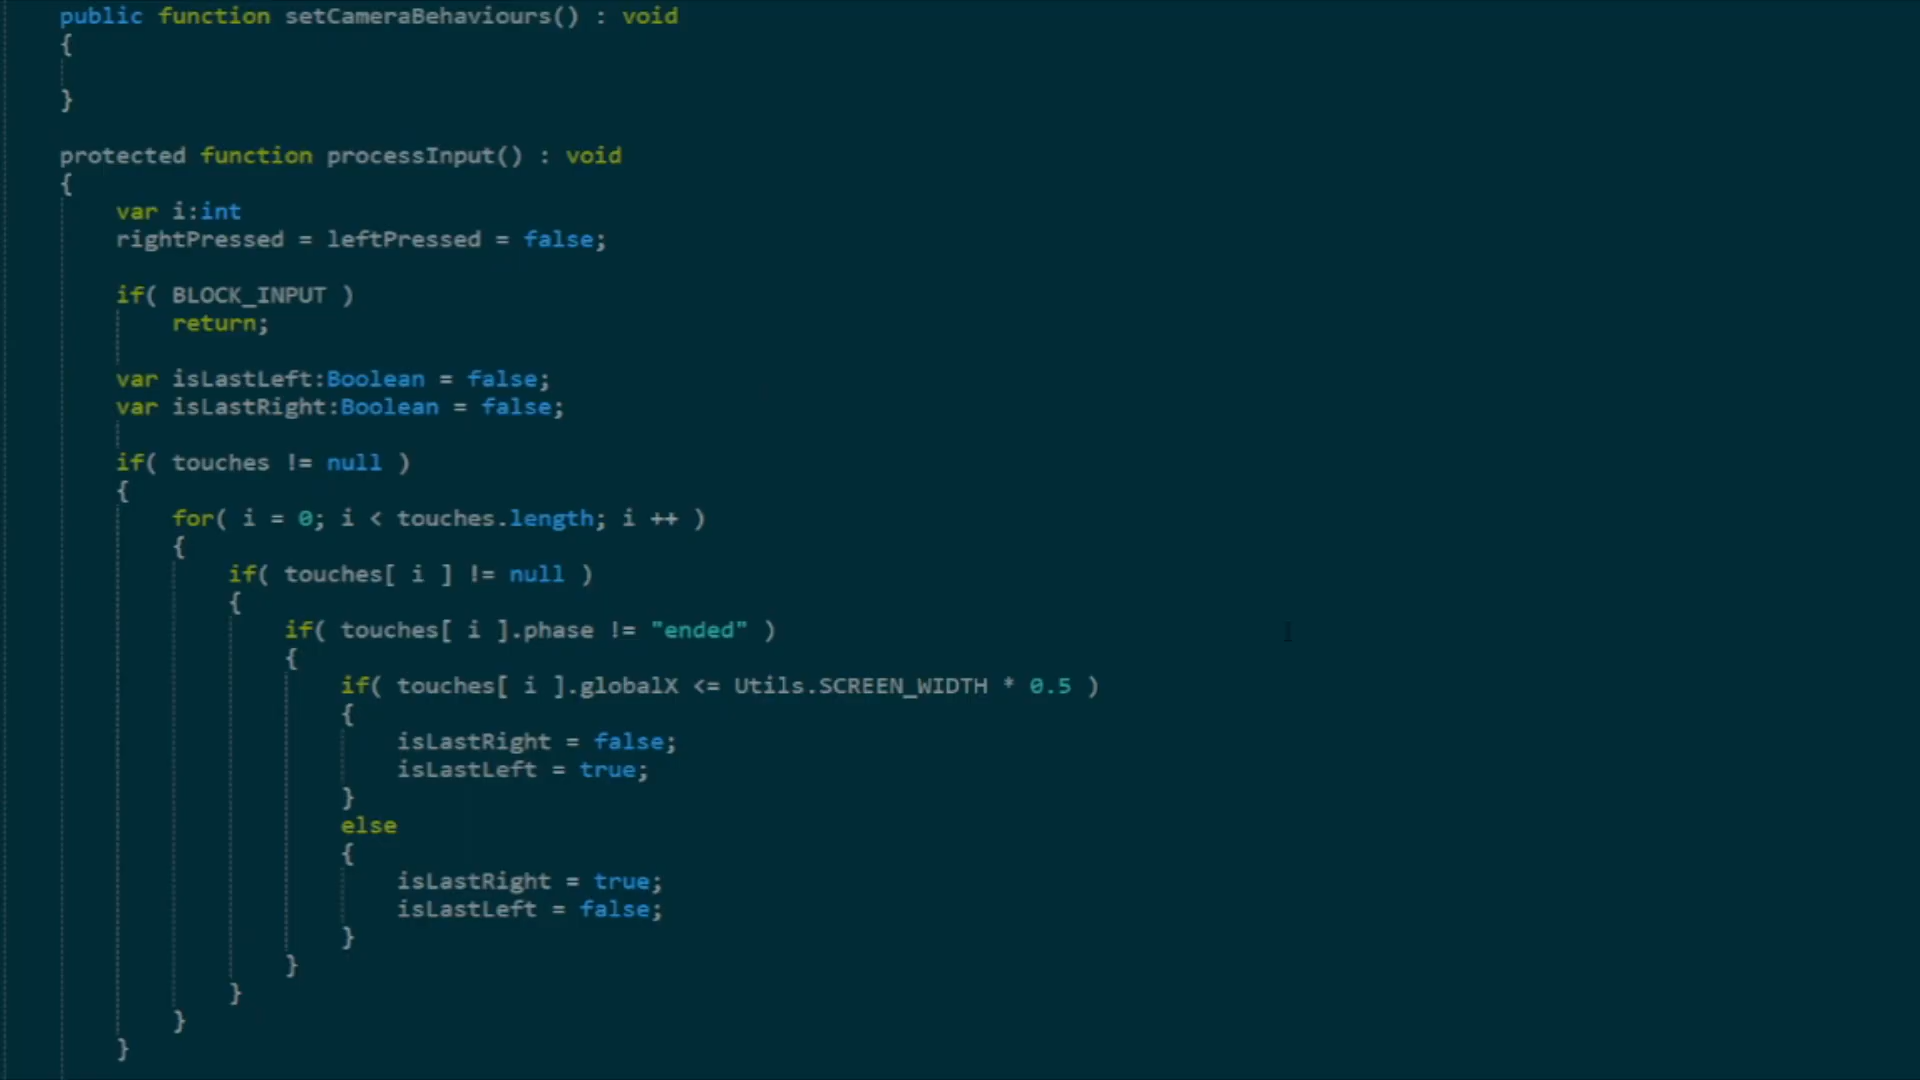 public function setCameraBehaviours() : void
{
}
protected function processInput() : void
{
var i:int
rightPressed = leftPressed = false;
if( BLOCK_INPUT )
return;
var isLastLeft:Boolean = false;
var isLastRight:Boolean = false;
if( touches != null )
{
for( i = 0; i < touches.length; i ++ )
{
if( touches[ i ] != null )
{
if( touches[ i ].phase != "ended" )
{
if( touches[ i ].globalX <= Utils.SCREEN_WIDTH * 0.5 )
{
isLastRight = false;
isLastLeft = true;
}
else
{
isLastRight = true;
isLastLeft = false;
}
}
}
}
}